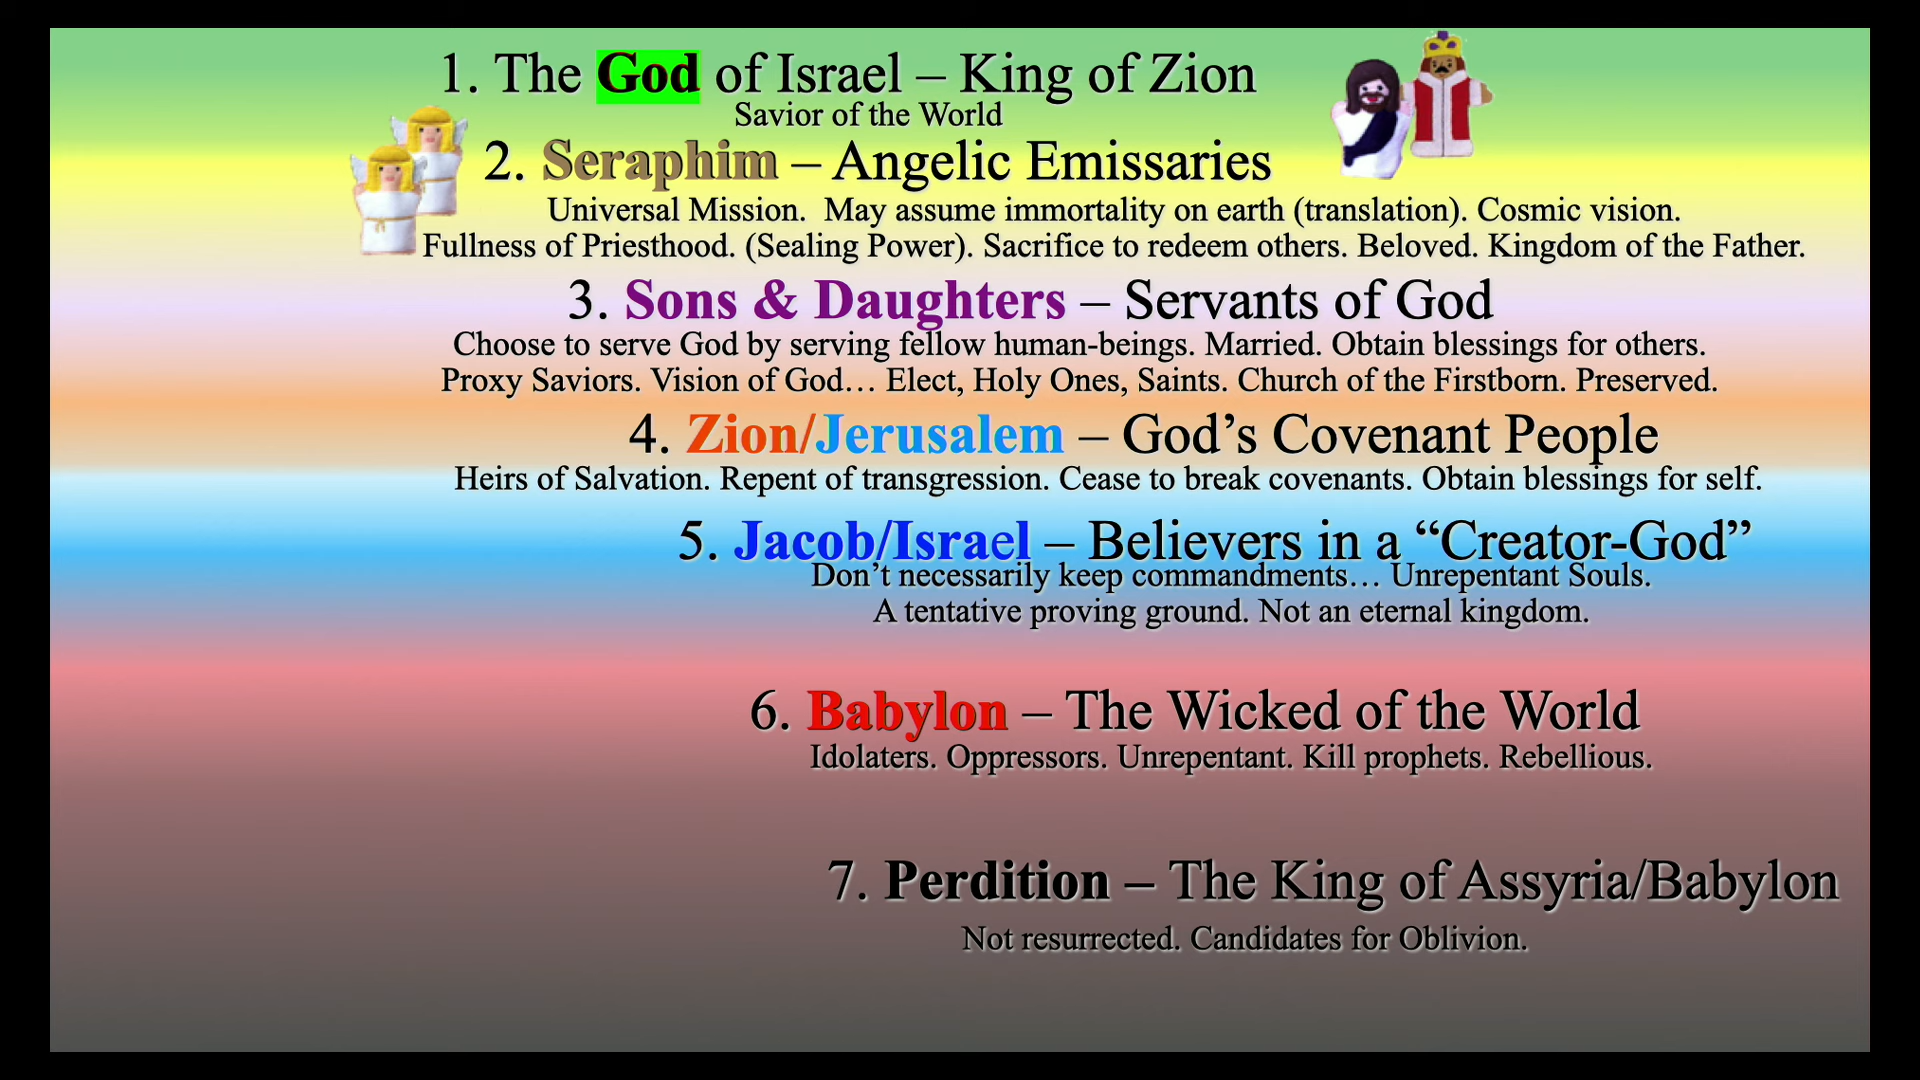 1. The God of Israel – King of Zion
Savior of the World
2. Seraphim – Angelic Emissaries
Universal Mission.  May assume immortality on earth (translation). Cosmic vision.
Fullness of Priesthood. (Sealing Power). Sacrifice to redeem others. Beloved. Kingdom of the Father.
3. Sons & Daughters – Servants of God
Choose to serve God by serving fellow human-beings. Married. Obtain blessings for others.
Proxy Saviors. Vision of God… Elect, Holy Ones, Saints. Church of the Firstborn. Preserved.
4. Zion/Jerusalem – God’s Covenant People
Heirs of Salvation. Repent of transgression. Cease to break covenants. Obtain blessings for self.
5. Jacob/Israel – Believers in a “Creator-God”
Don’t necessarily keep commandments… Unrepentant Souls.
A tentative proving ground. Not an eternal kingdom.
6. Babylon – The Wicked of the World
Idolaters. Oppressors. Unrepentant. Kill prophets. Rebellious.
7. Perdition – The King of Assyria/Babylon
Not resurrected. Candidates for Oblivion.